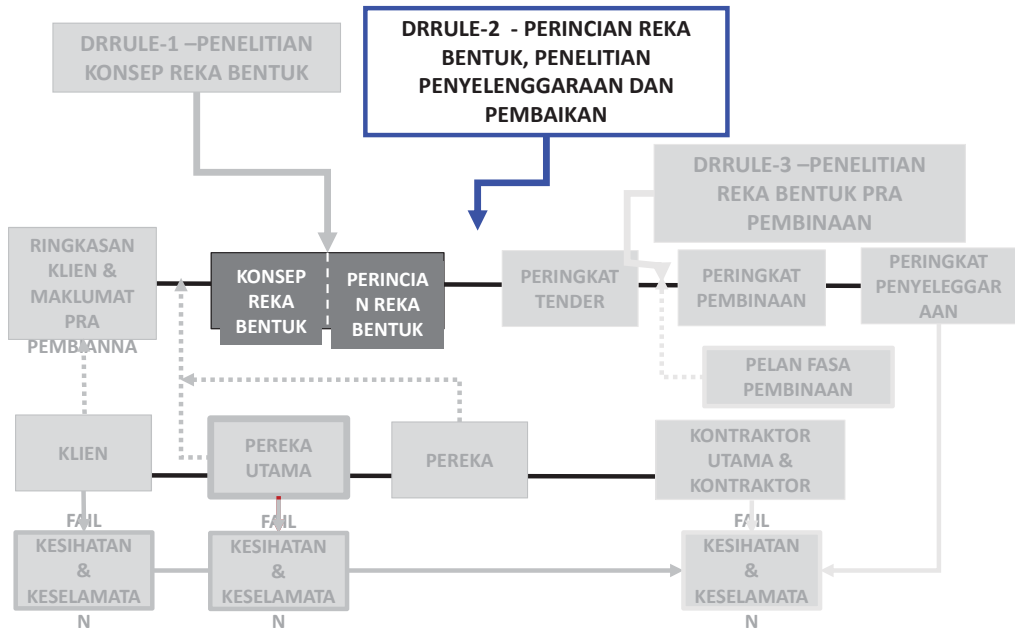 DRRULE-1 –PENELITIAN
KONSEP REKA BENTUK
DRRULE-2 - PERINCIAN REKA
BENTUK, PENELITIAN
PENYELENGGARAAN DAN
PEMBAIKAN
DRRULE-3 –PENELITIAN
REKA BENTUK PRA
PEMBINAAN
RINGKASAN
KLIEN &
MAKLUMAT
PRA
PEMBIANNA
KONSEP
REKA
BENTUK
PERINCIA
N REKA
BENTUK
PERINGKAT
TENDER
PERINGKAT
PEMBINAAN
PERINGKAT
PENYELEGGAR
AAN
PELAN FASA
PEMBINAAN
KLIEN
PEREKA
UTAMA
PEREKA
KONTRAKTOR
UTAMA &
KONTRAKTOR
FAIL
KESIHATAN
&
KESELAMATA
N
FAIL
KESIHATAN
&
KESELAMATA
N
FAIL
KESIHATAN
&
KESELAMATA
N